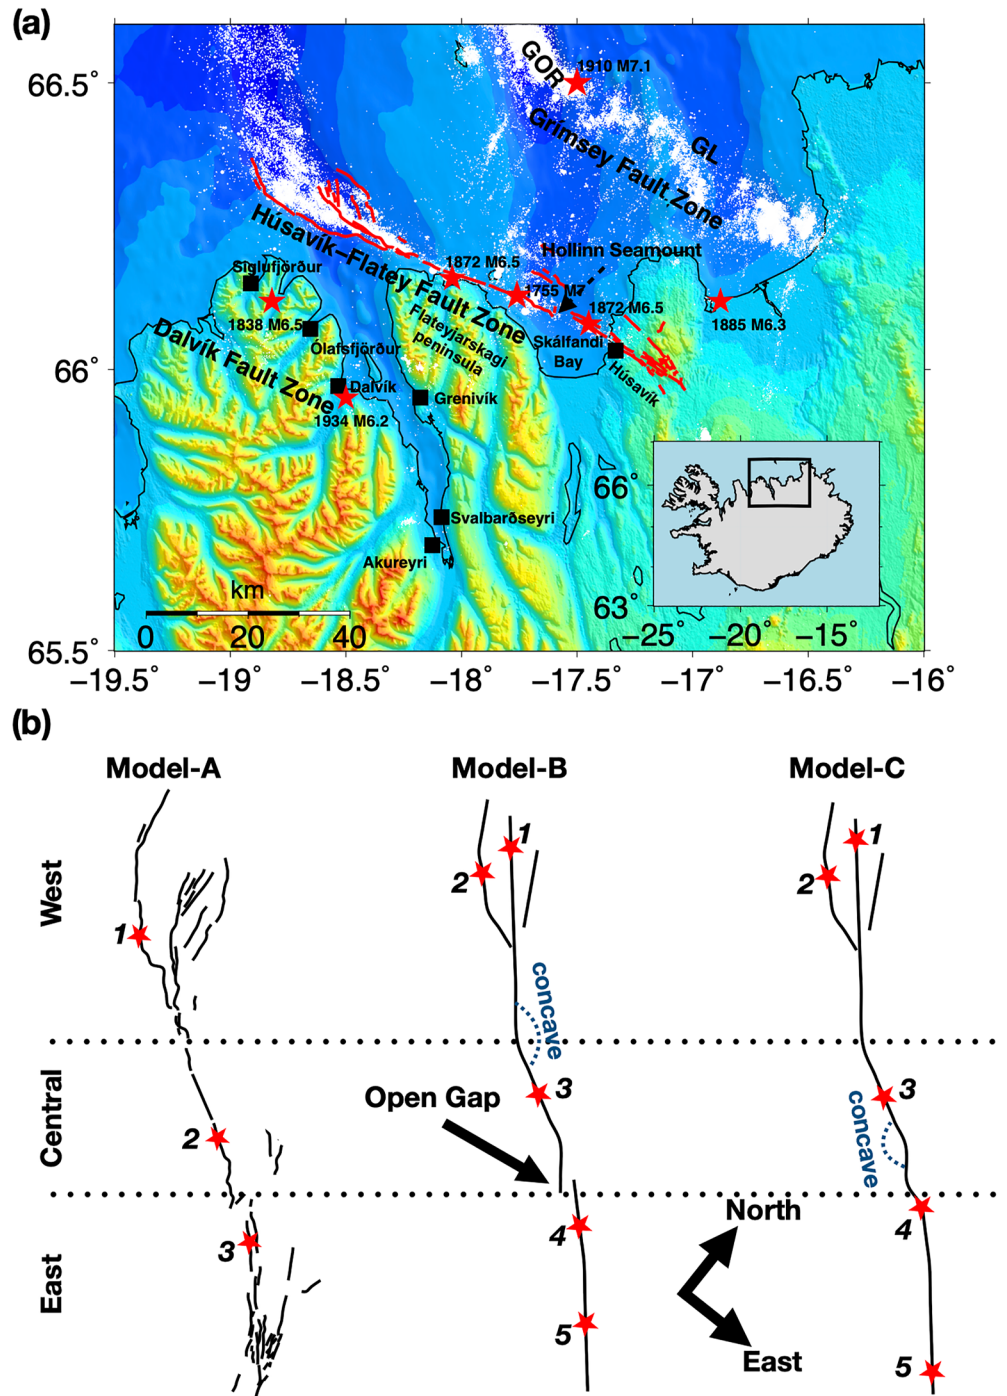 (a)
66.5°
66°
65.5°
−19.5°
−19°
−18.5°
−18°
−17.5°
−17°
−16.5°
−16°
GOR
1910 M7.1
Grímsey Fault Zone
GL
Húsavík−Flatey Fault Zone
Hollinn Seamount
Siglufjörður
1872 M6.5
1755 M7
1872 M6.5
1838 M6.5
1885 M6.3
Ólafsfjörður
Flateyjarskagi
peninsula
Skálfandi
Bay
Dalvík Fault Zone
Dalvík
Húsavík
Grenivík
1934 M6.2
Svalbarðseyri
Akureyri
km
0
20
40
66°
63°
−25°
−20°
−15°
(b)
Model-A
Model-B
Model-C
West
1
1
2
1
2
concave
Central
Open Gap
2
3
3
concave
East
3
4
5
4
5
North
East